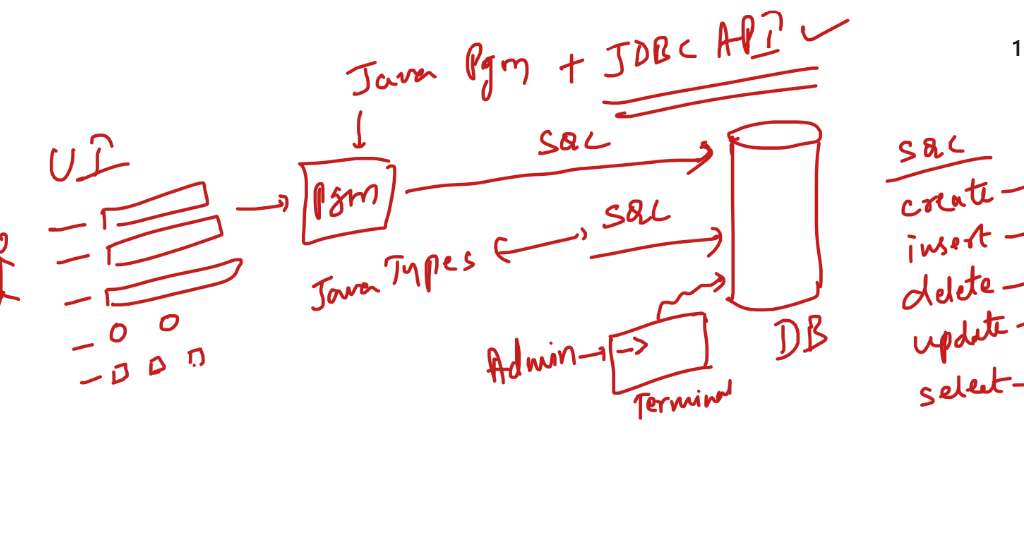 Java Pgm + JDBC API ✓
1
UI
Pgm
SQL
SQL
Java Types
Admin
Terminal
DB
SQL
create -
insert -
delete -
update -
select -